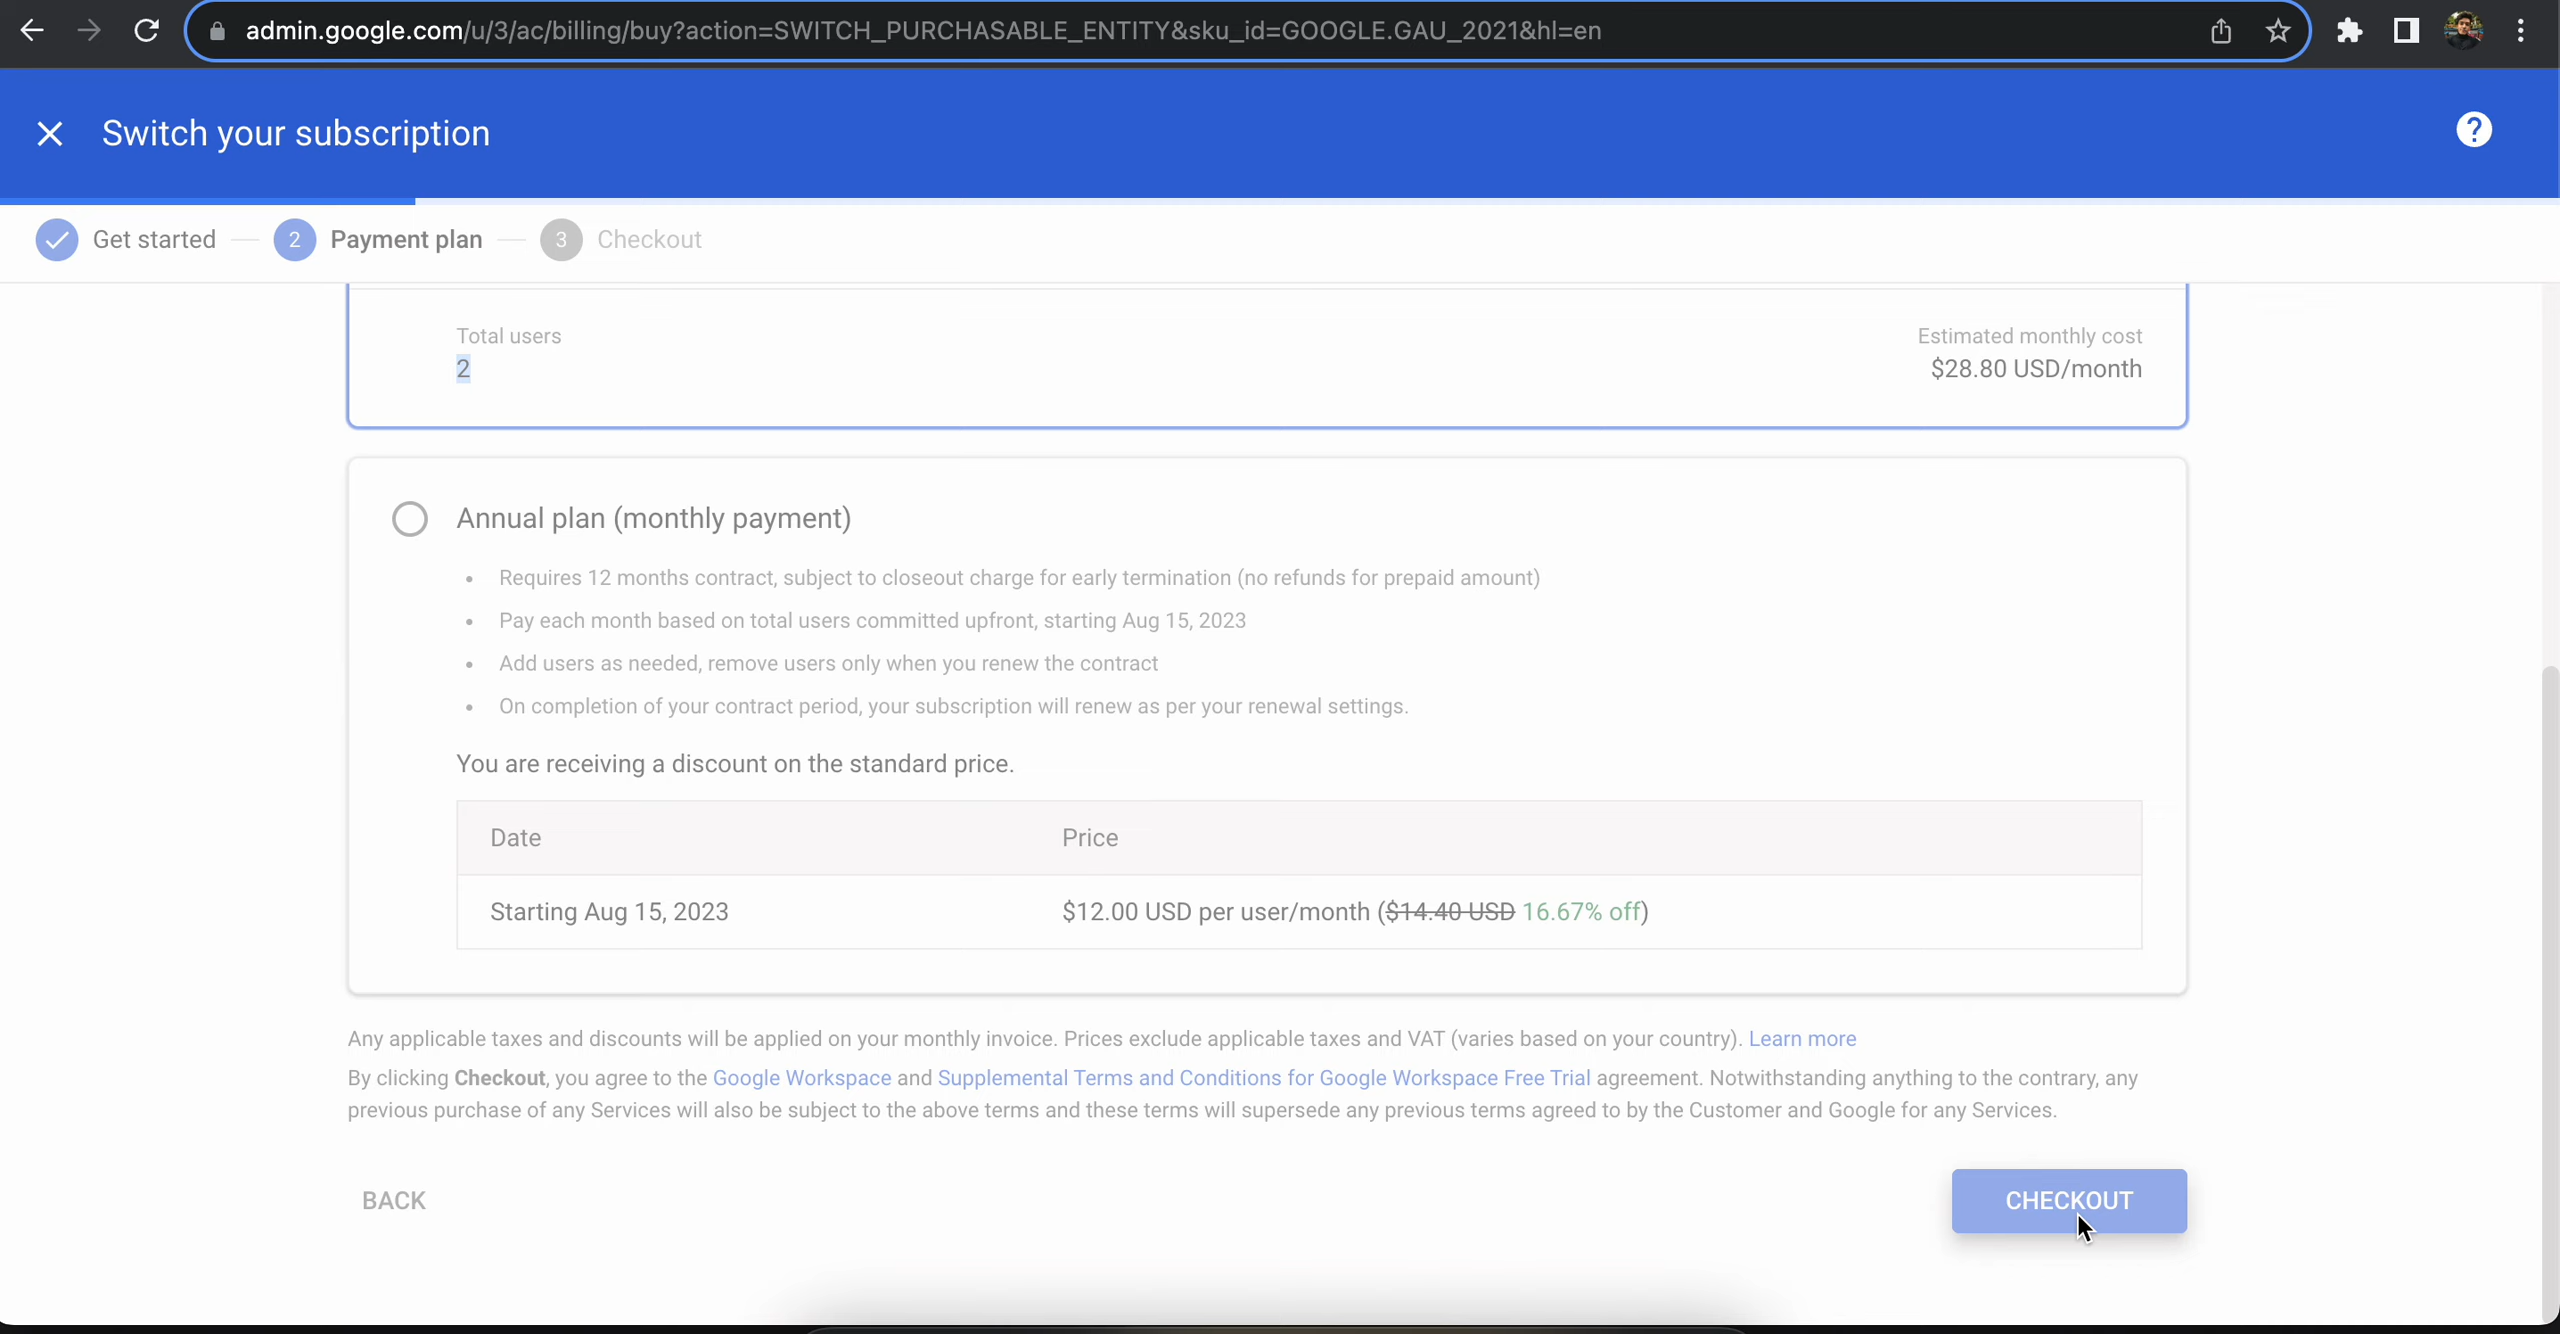 admin.google.com/u/3/ac/billing/buy?action=SWITCH_PURCHASABLE_ENTITY&sku_id=GOOGLE.GAU_2021&hl=en
Switch your subscription
?
Get started
2 Payment plan
3 Checkout
Total users
Estimated monthly cost
2
$28.80 USD/month
Annual plan (monthly payment)
• Requires 12 months contract, subject to closeout charge for early termination (no refunds for prepaid amount)
• Pay each month based on total users committed upfront, starting Aug 15, 2023
• Add users as needed, remove users only when you renew the contract
• On completion of your contract period, your subscription will renew as per your renewal settings.
You are receiving a discount on the standard price.
Date
Price
Starting Aug 15, 2023
$12.00 USD per user/month ($14.40 USD 16.67% off)
Any applicable taxes and discounts will be applied on your monthly invoice. Prices exclude applicable taxes and VAT (varies based on your country). Learn more
By clicking Checkout, you agree to the Google Workspace and Supplemental Terms and Conditions for Google Workspace Free Trial agreement. Notwithstanding anything to the contrary, any
previous purchase of any Services will also be subject to the above terms and these terms will supersede any previous terms agreed to by the Customer and Google for any Services.
BACK
CHECKOUT